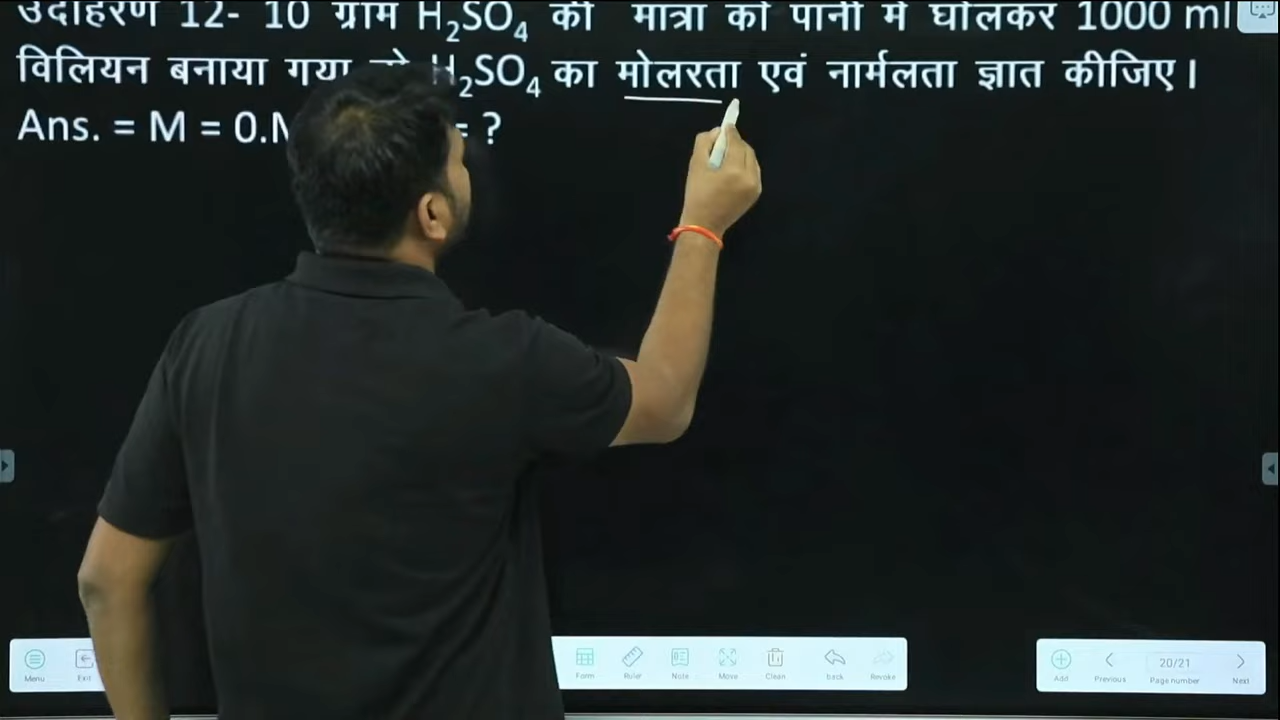 उदाहरण 12- 10 ग्राम H₂SO₄ की मात्रा को पानी में घोलकर 1000 ml
विलियन बनाया गया H₂SO₄ का मोलरता एवं नार्मलता ज्ञात कीजिए।
Ans. = M = 0. = ?
Menu Exit Form Ruler Note Move Clean back Revoke Add Previous 20/21 Page number Next